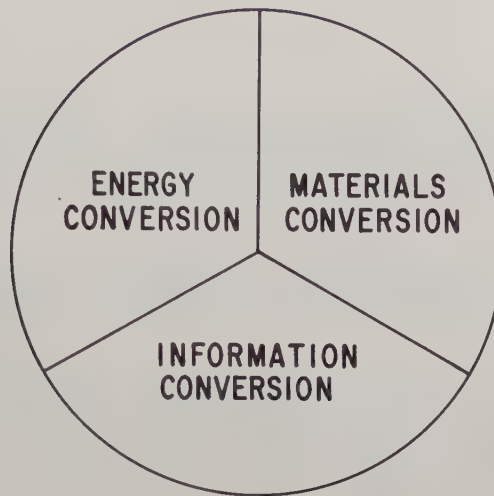 ENERGY
CONVERSION
MATERIALS
CONVERSION
INFORMATION
CONVERSION